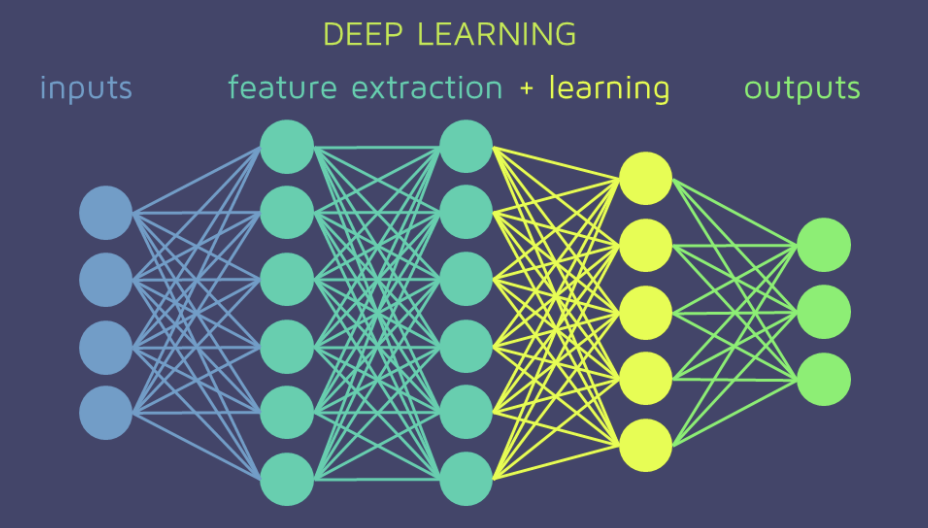 DEEP LEARNING
inputs feature extraction + learning outputs